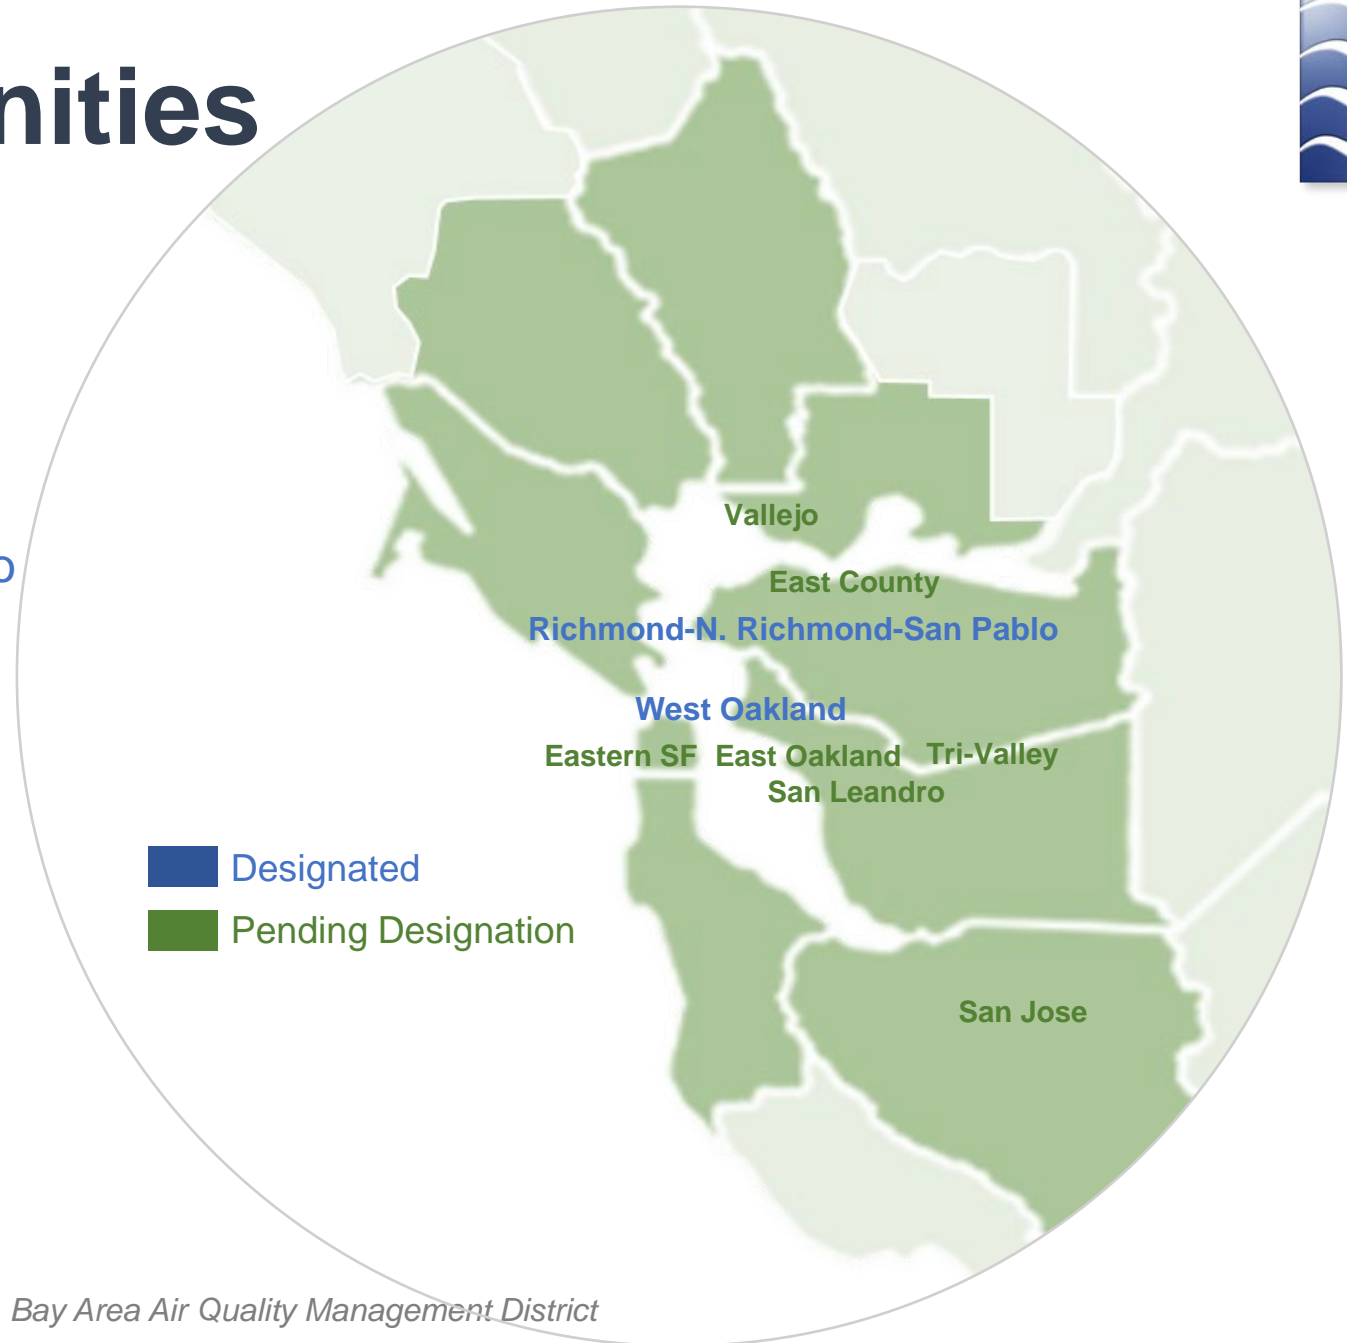 nities
o
Vallejo
East County
Richmond-N. Richmond-San Pablo
West Oakland
Eastern SF East Oakland Tri-Valley
San Leandro
Designated
Pending Designation
San Jose
Bay Area Air Quality Management District